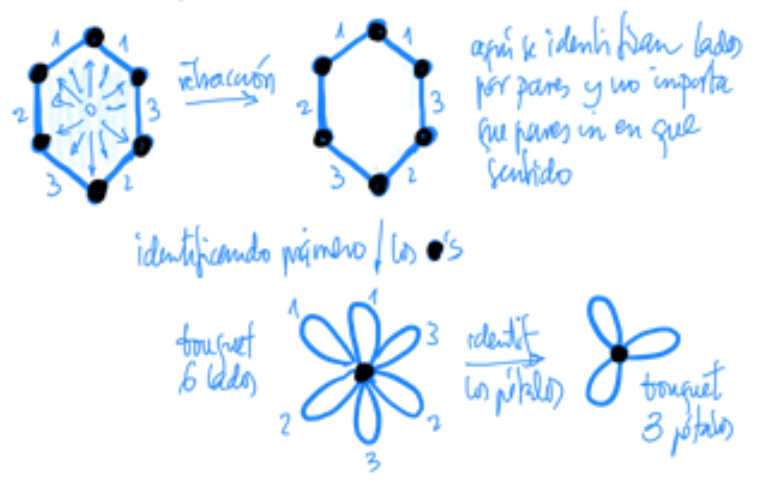 1 1
2 3
3 2
retracción
1 1
2 3
3 2
aquí se identifican lados
por pares y no importa
que pares ni en que
sentido
identificando primero los ●'s
bouquet
6 lados
1 1 3
2 3 2
identif
los pétalos
bouquet
3 pétalos